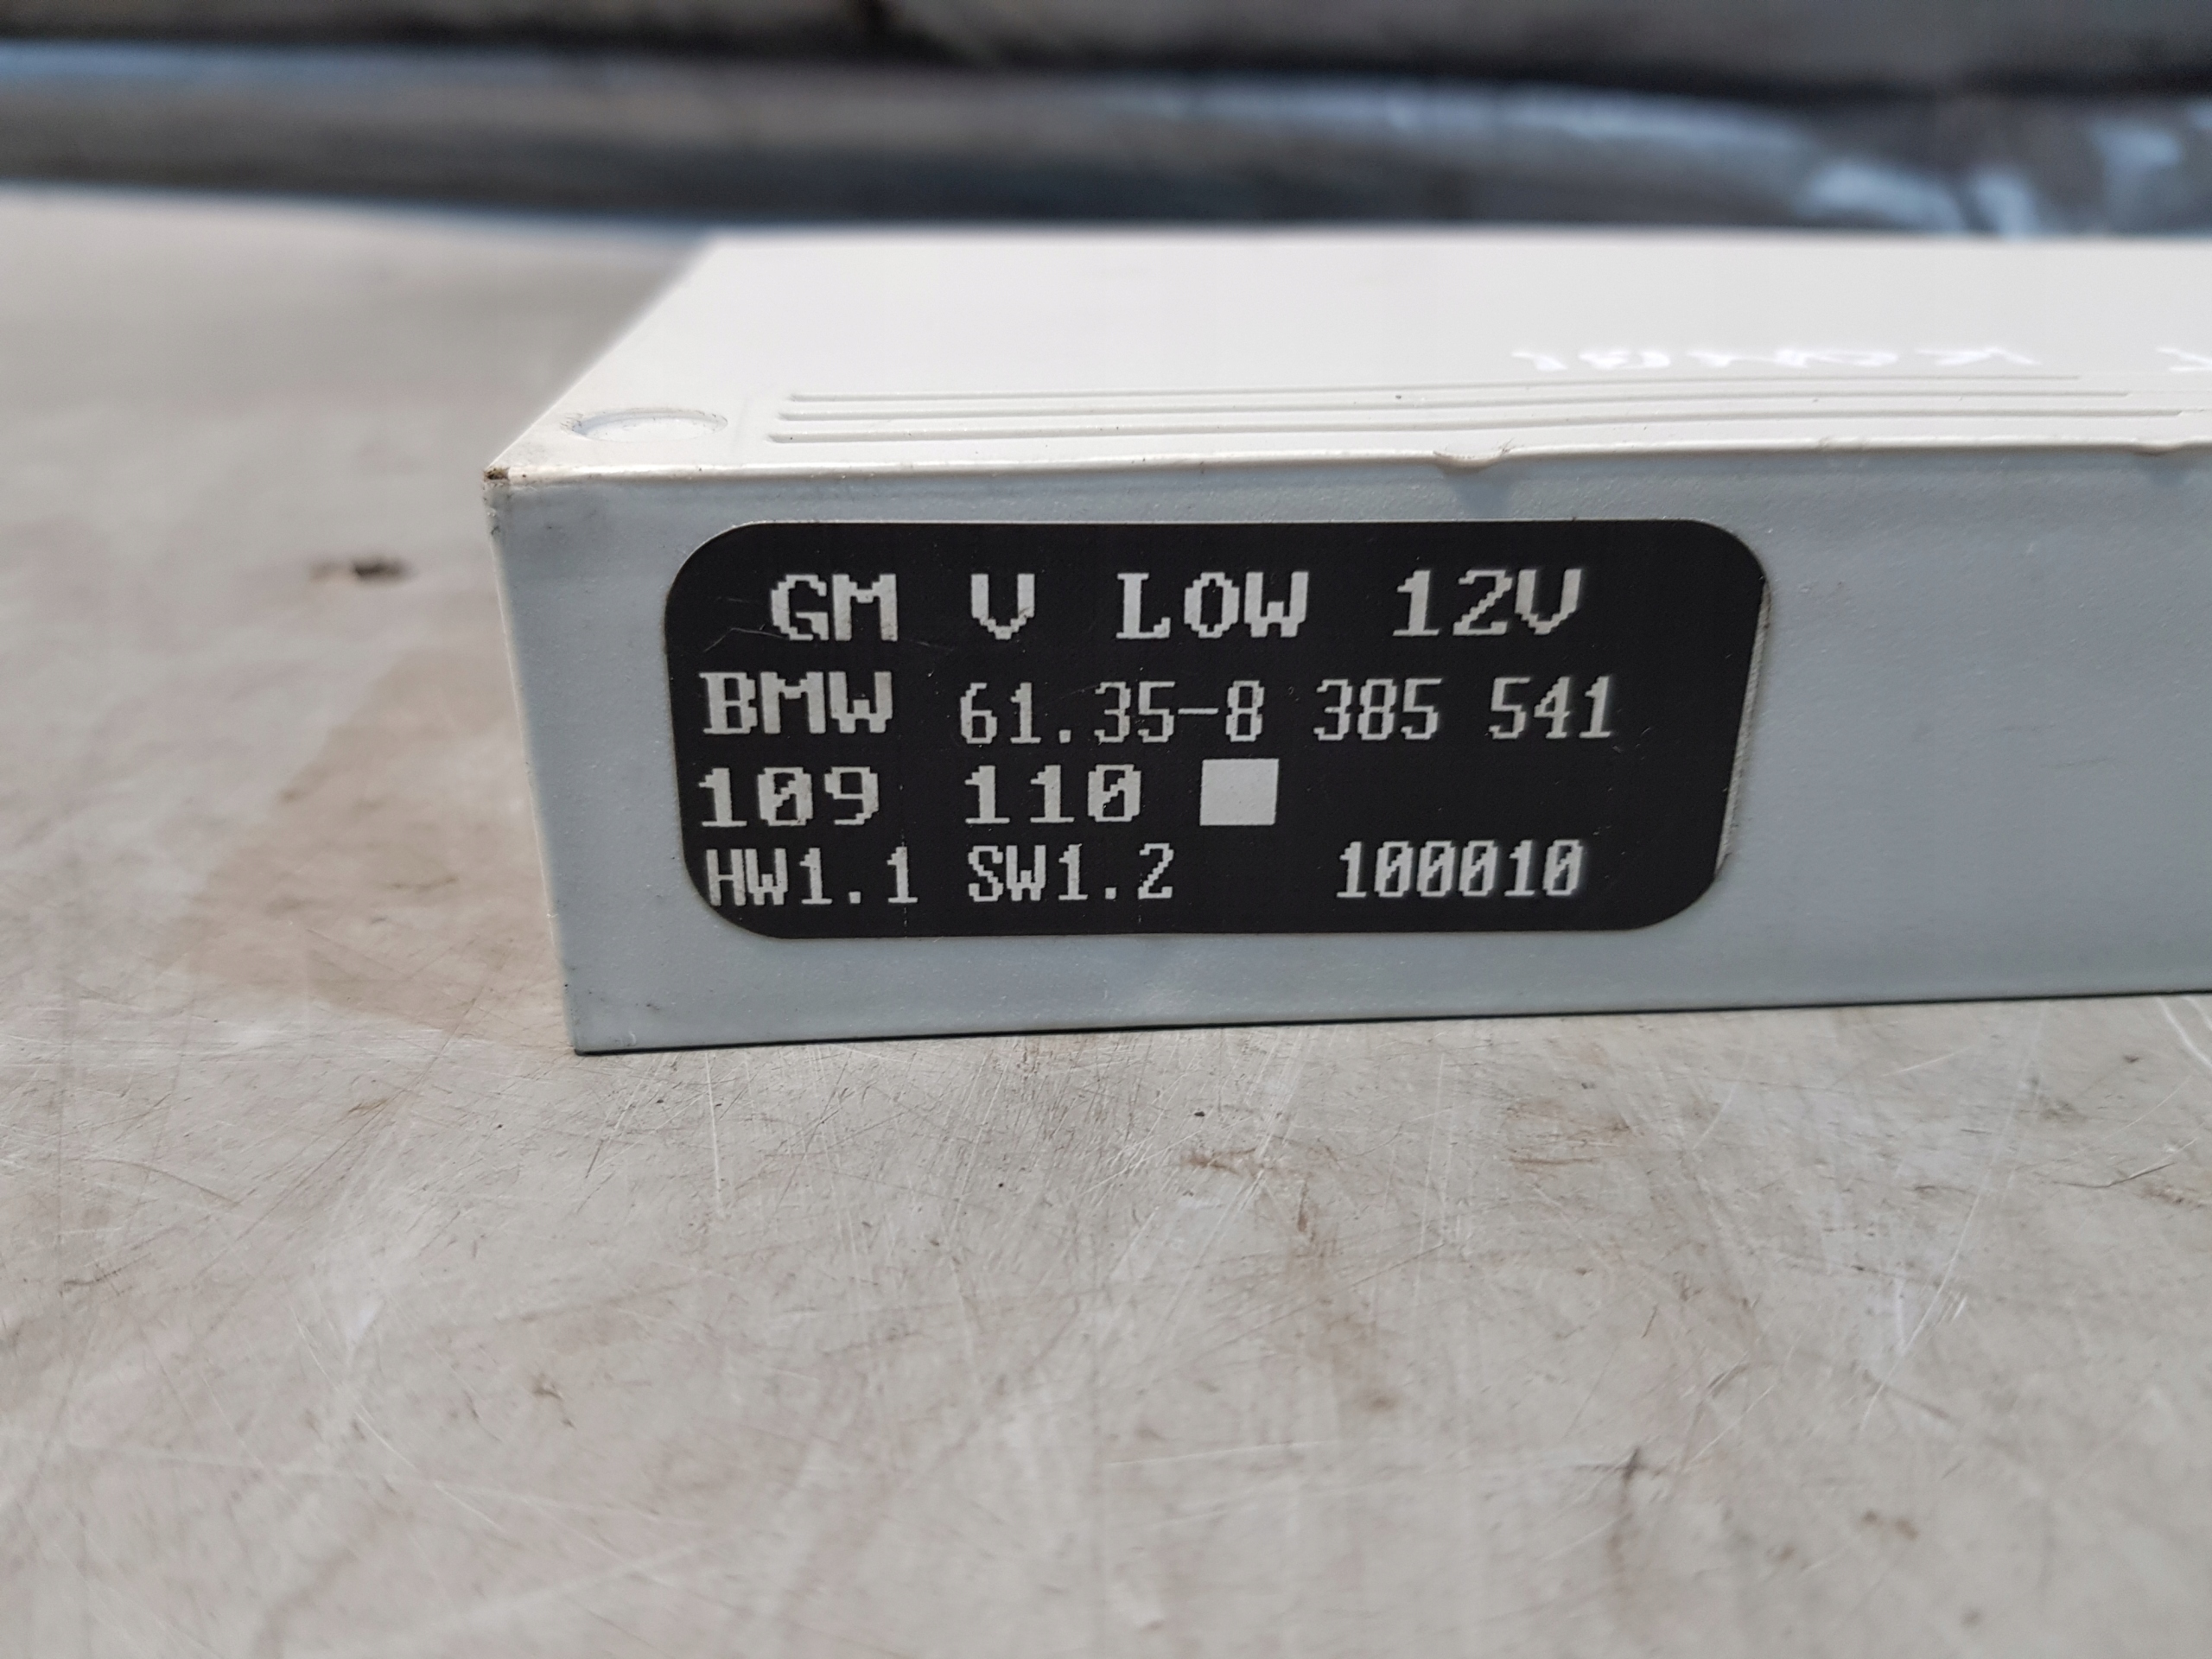 GM V LOW 12V
BMW 61.35-8 385 541
109 110
HW1.1 SW1.2 100010